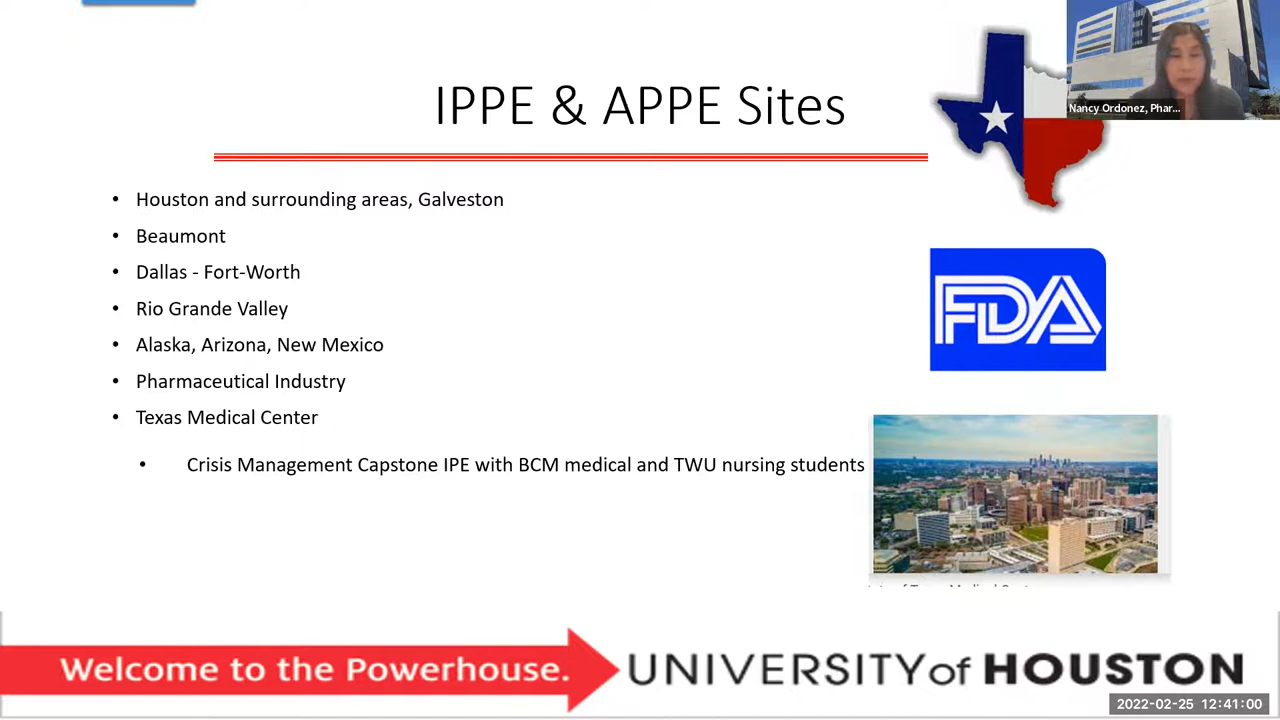 IPPE & APPE Sites
Nancy Ordonez, Phar...
• Houston and surrounding areas, Galveston
• Beaumont
• Dallas - Fort-Worth
• Rio Grande Valley
• Alaska, Arizona, New Mexico
• Pharmaceutical Industry
• Texas Medical Center
• Crisis Management Capstone IPE with BCM medical and TWU nursing students
FDA
Welcome to the Powerhouse.
UNIVERSITY of HOUSTON
2022-02-25 12:41:00